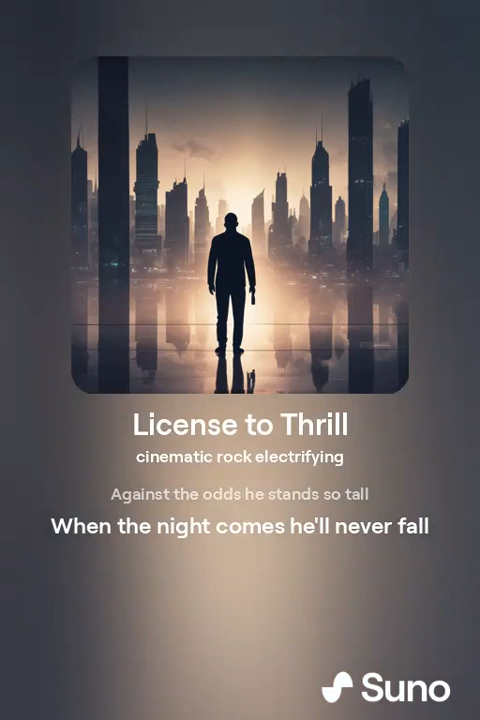 License to Thrill
cinematic rock electrifying
Against the odds he stands so tall
When the night comes he'll never fall
Suno